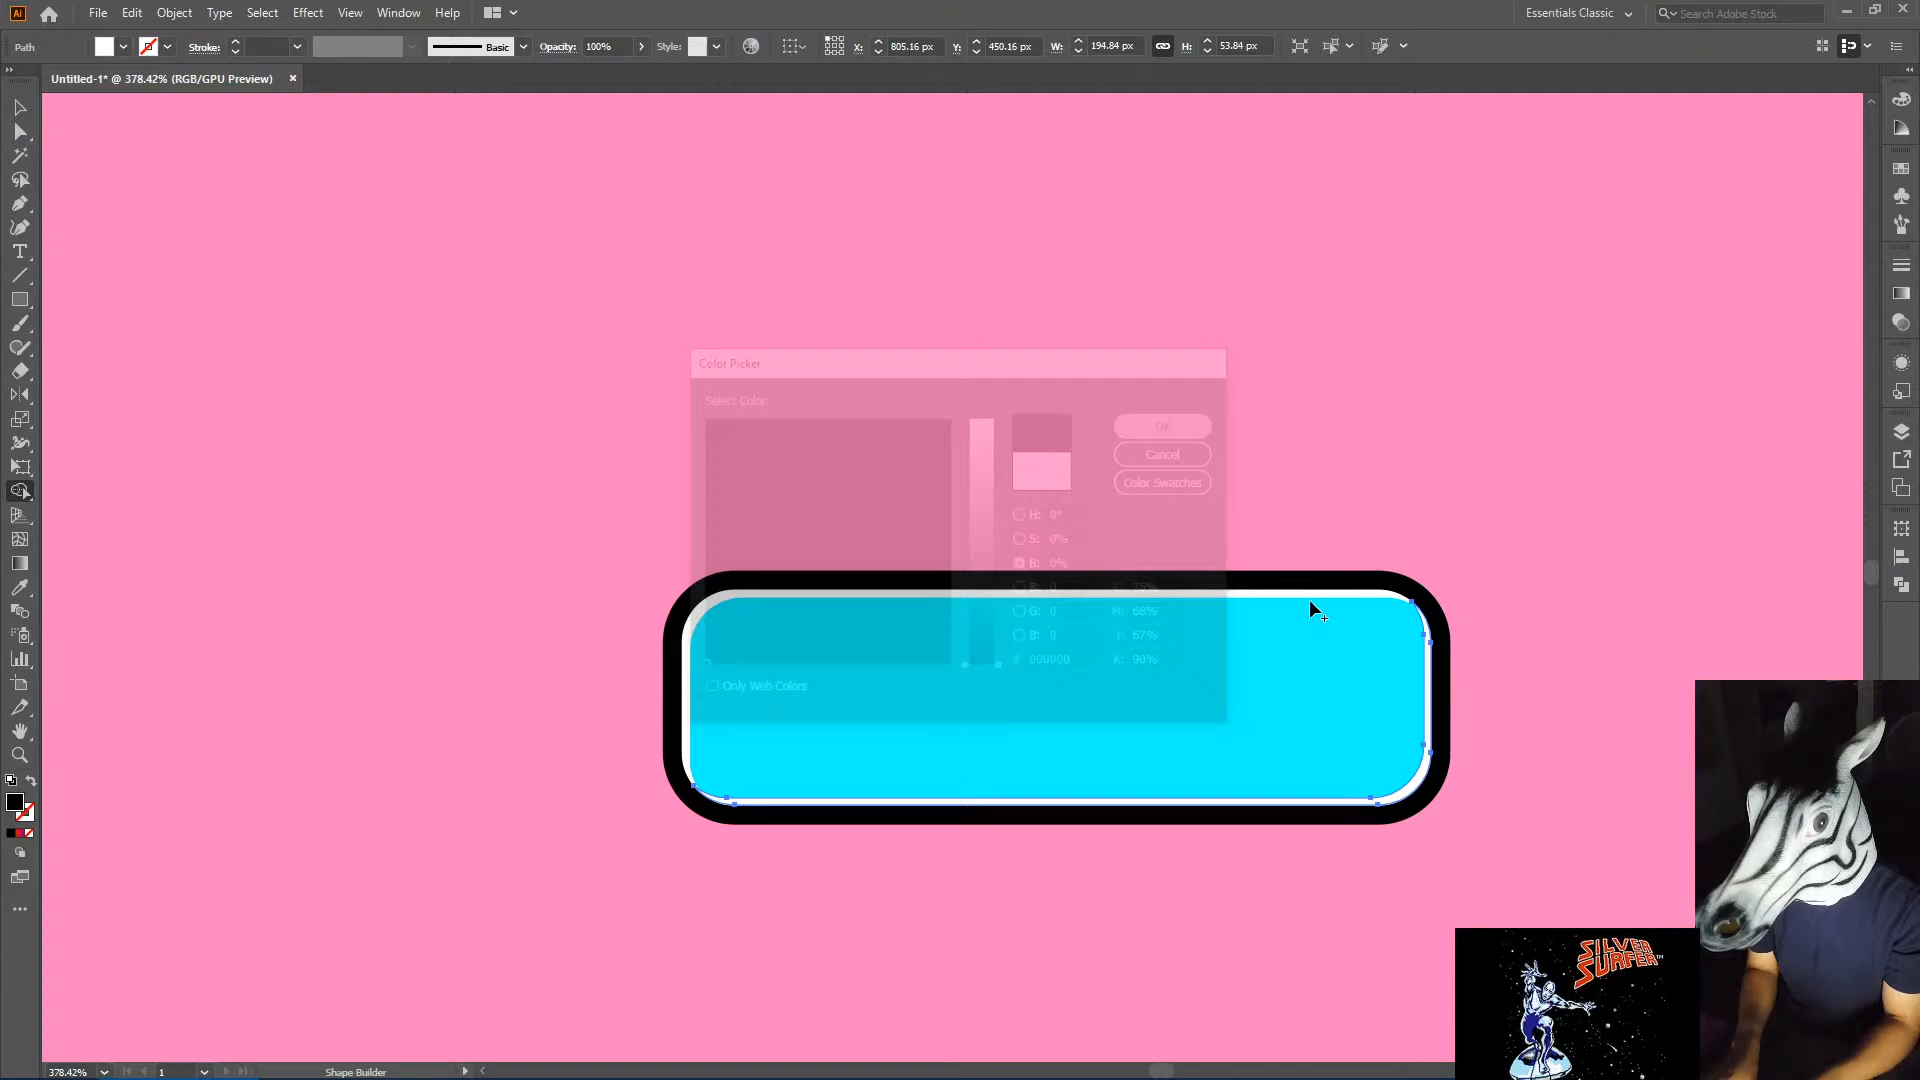 Ai File Edit Object Type Select Effect View Window Help Essentials Classic Search Adobe Stock
Path Stroke: Basic Opacity: 100% Style: X: 805.16 px Y: 450.16 px W: 194.84 px H: 53.84 px
Untitled-1* @ 378.42% (RGB/GPU Preview) ×
Color Picker
Select Color:
OK
Cancel
Color Swatches
H: 0°
S: 0%
B: 0%
R: 0 C: 75%
G: 0 M: 68%
B: 0 Y: 67%
# 000000 K: 90%
Only Web Colors
SILVER
SURFER™
378.42% 1 Shape Builder